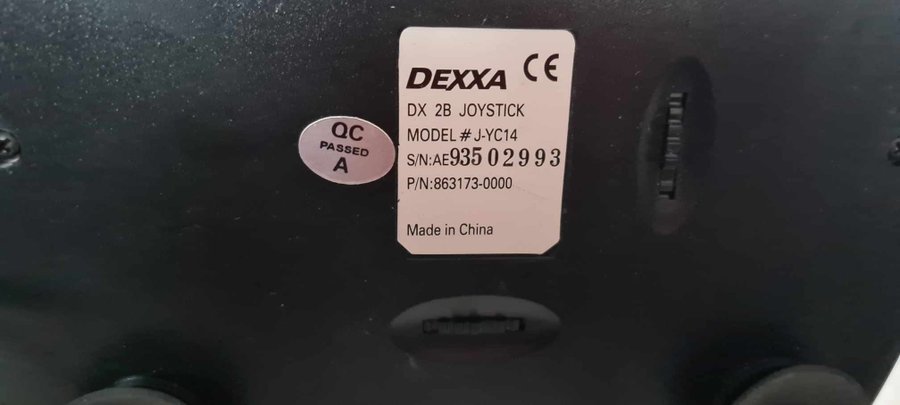 DEXXA CE
DX 2B JOYSTICK
MODEL # J-YC14
S/N:AE93502993
P/N:863173-0000
Made in China
QC
PASSED
A